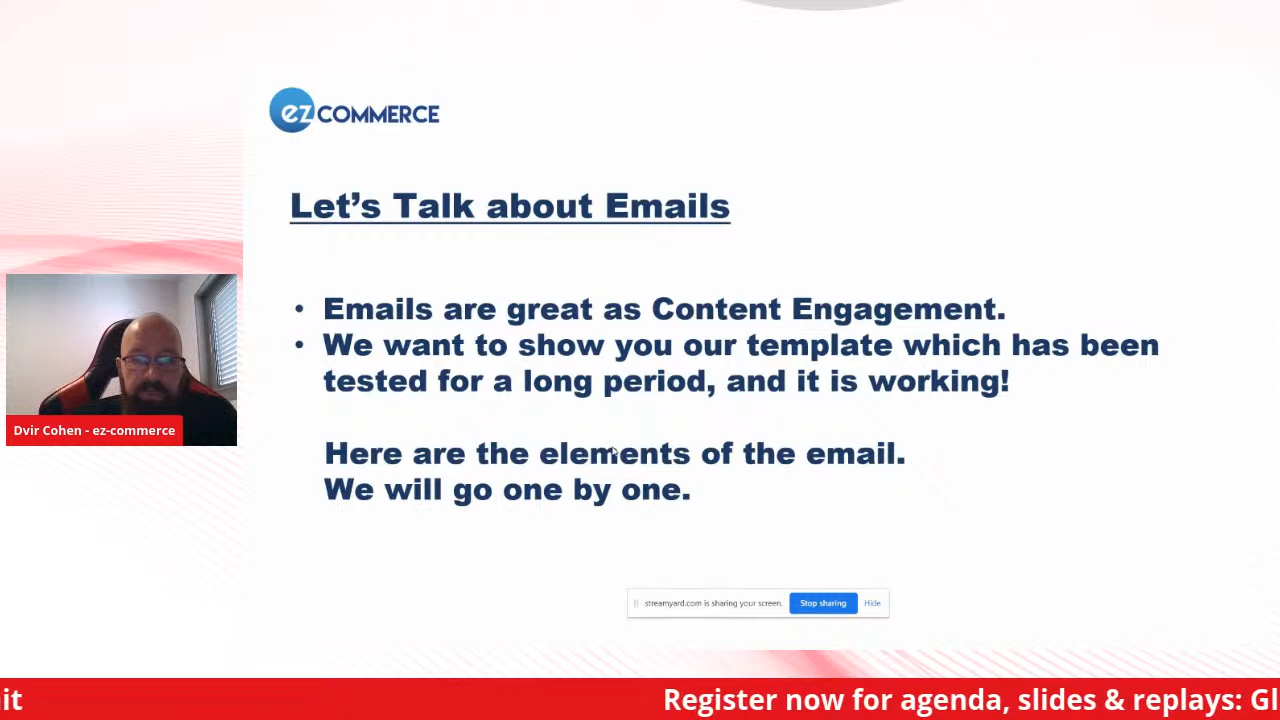 ez COMMERCE
Let's Talk about Emails
• Emails are great as Content Engagement.
• We want to show you our template which has been
tested for a long period, and it is working!
Here are the elements of the email.
We will go one by one.
Dvir Cohen - ez-commerce
streamyard.com is sharing your screen. Stop sharing Hide
it Register now for agenda, slides & replays: Gl